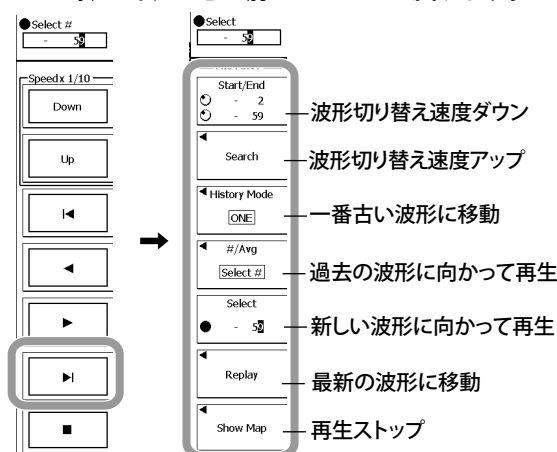 Select #
- 59
Speed x 1/10
Down
Up
Select
- 59
Start/End
- 2
- 59
Search
History Mode
ONE
#/Avg
Select #
Select
- 59
Replay
Show Map
波形切り替え速度ダウン
波形切り替え速度アップ
一番古い波形に移動
過去の波形に向かって再生
新しい波形に向かって再生
最新の波形に移動
再生ストップ